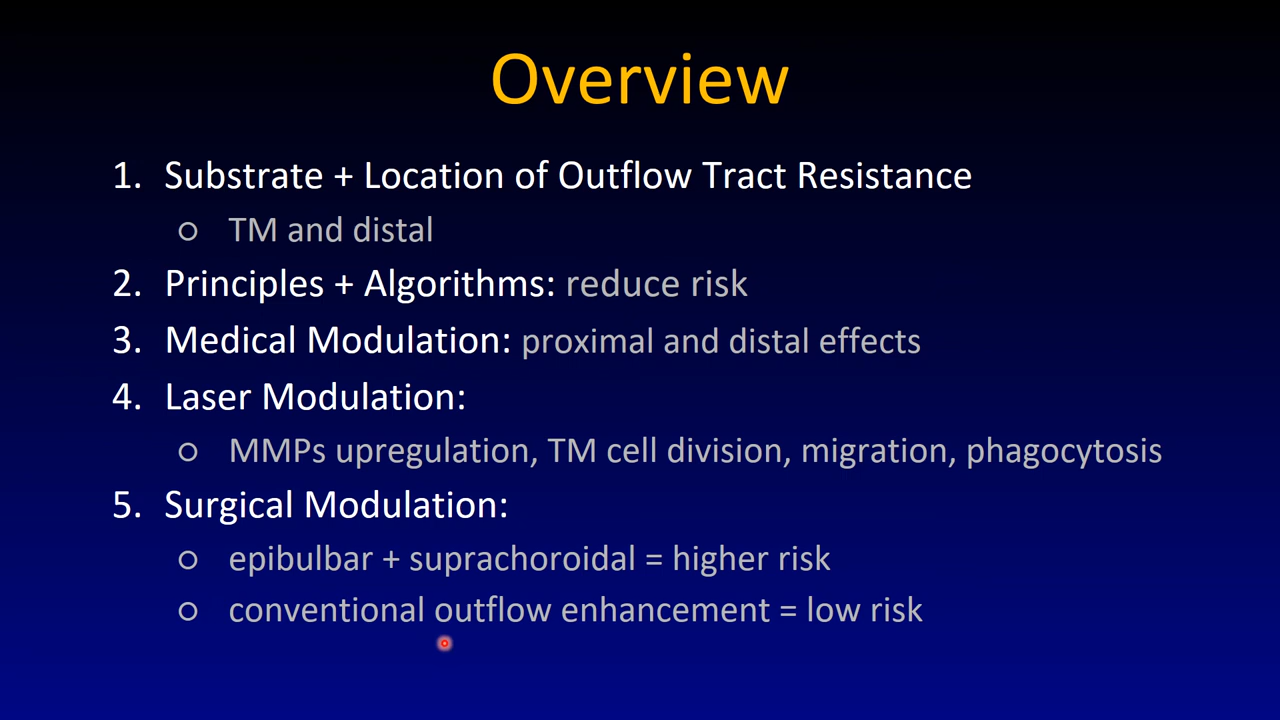 Overview
1. Substrate + Location of Outflow Tract Resistance
○ TM and distal
2. Principles + Algorithms: reduce risk
3. Medical Modulation: proximal and distal effects
4. Laser Modulation:
○ MMPs upregulation, TM cell division, migration, phagocytosis
5. Surgical Modulation:
○ epibulbar + suprachoroidal = higher risk
○ conventional outflow enhancement = low risk